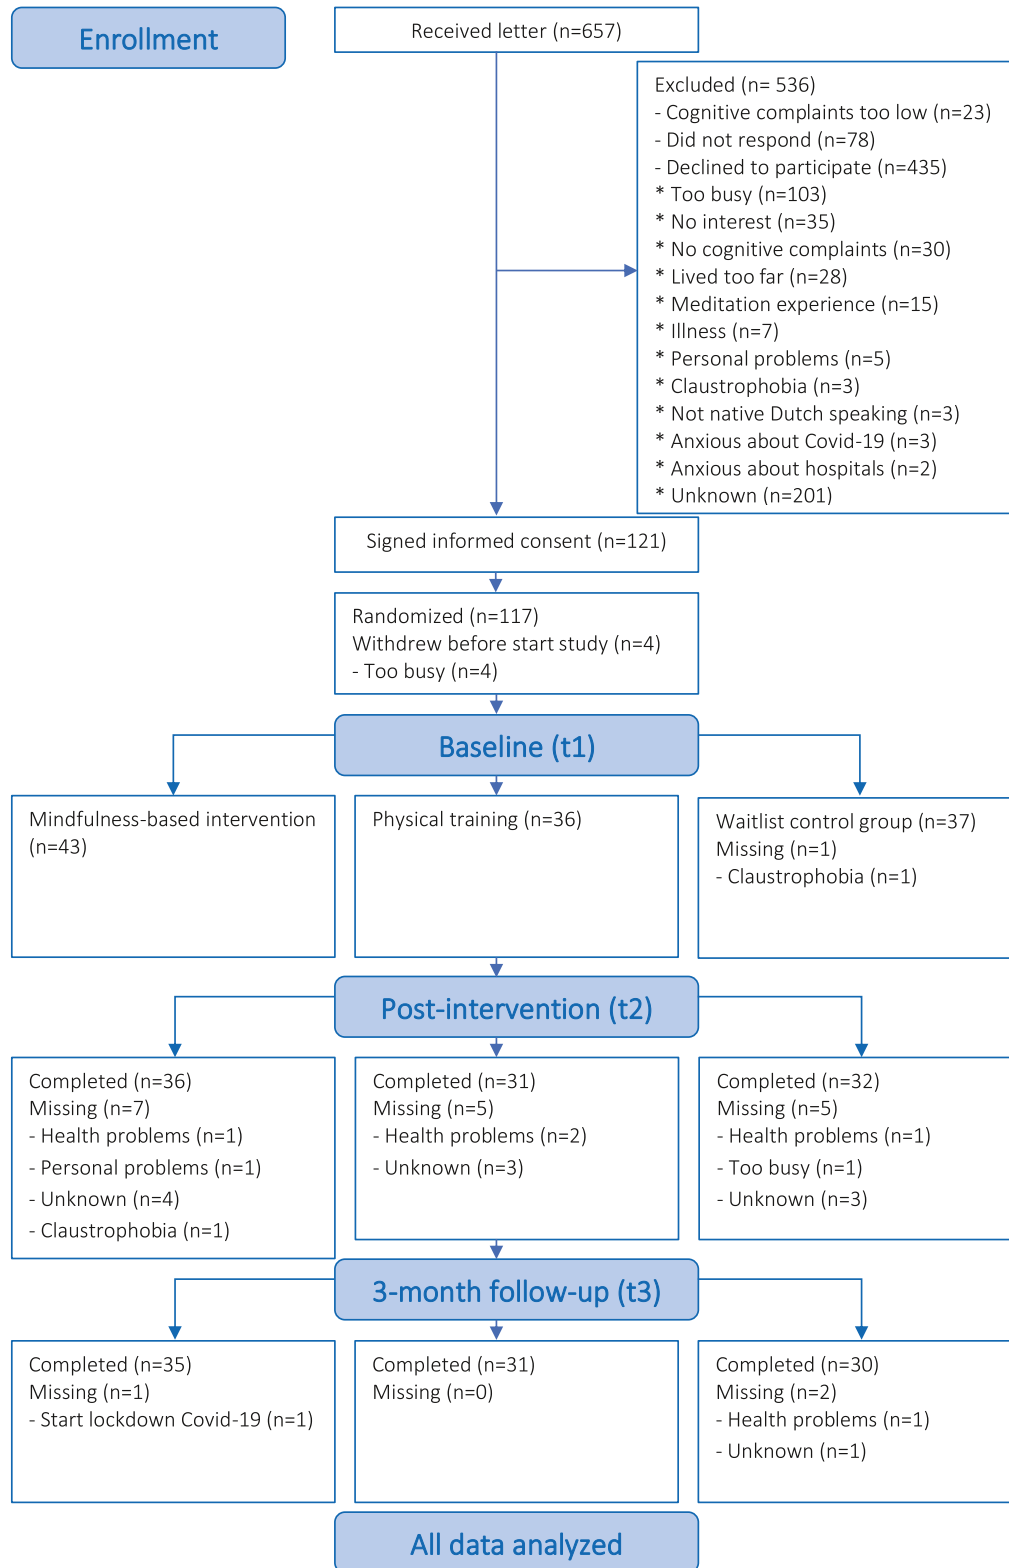 Enrollment
Received letter (n=657)
Excluded (n= 536)
- Cognitive complaints too low (n=23)
- Did not respond (n=78)
- Declined to participate (n=435)
* Too busy (n=103)
* No interest (n=35)
* No cognitive complaints (n=30)
* Lived too far (n=28)
* Meditation experience (n=15)
* Illness (n=7)
* Personal problems (n=5)
* Claustrophobia (n=3)
* Not native Dutch speaking (n=3)
* Anxious about Covid-19 (n=3)
* Anxious about hospitals (n=2)
* Unknown (n=201)
Signed informed consent (n=121)
Randomized (n=117)
Withdrew before start study (n=4)
- Too busy (n=4)
Baseline (t1)
Mindfulness-based intervention
(n=43)
Physical training (n=36)
Waitlist control group (n=37)
Missing (n=1)
- Claustrophobia (n=1)
Post-intervention (t2)
Completed (n=36)
Missing (n=7)
- Health problems (n=1)
- Personal problems (n=1)
- Unknown (n=4)
- Claustrophobia (n=1)
Completed (n=31)
Missing (n=5)
- Health problems (n=2)
- Unknown (n=3)
Completed (n=32)
Missing (n=5)
- Health problems (n=1)
- Too busy (n=1)
- Unknown (n=3)
3-month follow-up (t3)
Completed (n=35)
Missing (n=1)
- Start lockdown Covid-19 (n=1)
Completed (n=31)
Missing (n=0)
Completed (n=30)
Missing (n=2)
- Health problems (n=1)
- Unknown (n=1)
All data analyzed